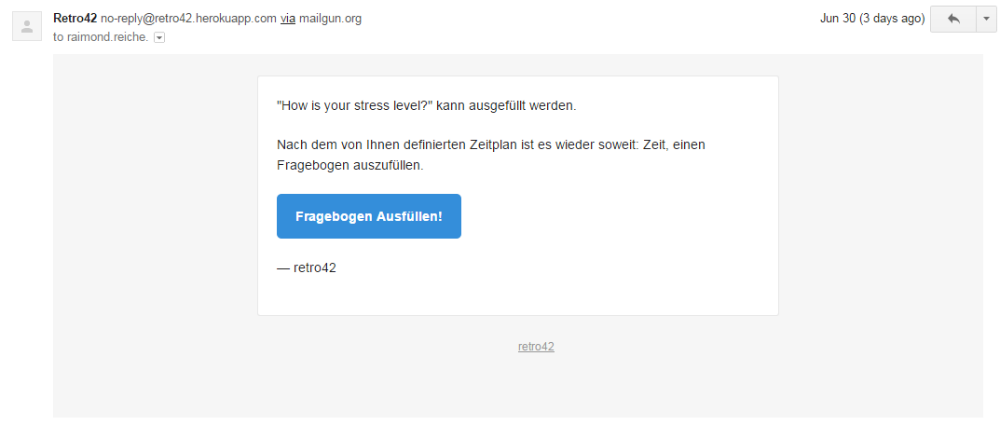 Retro42 no-reply@retro42.herokuapp.com via mailgun.org
Jun 30 (3 days ago)
to raimond.reiche.
"How is your stress level?" kann ausgefüllt werden.
Nach dem von Ihnen definierten Zeitplan ist es wieder soweit: Zeit, einen
Fragebogen auszufüllen.
Fragebogen Ausfüllen!
— retro42
retro42